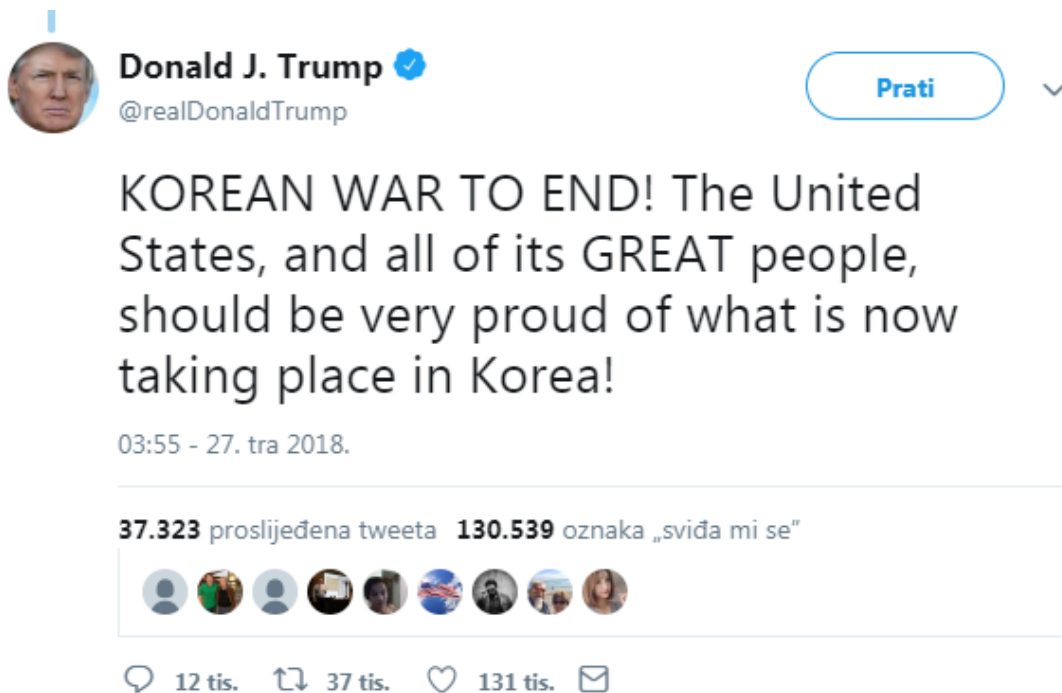 Donald J. Trump
@realDonaldTrump
Prati
KOREAN WAR TO END! The United
States, and all of its GREAT people,
should be very proud of what is now
taking place in Korea!
03:55 - 27. tra 2018.
37.323 proslijeđena tweeta 130.539 oznaka „sviđa mi se”
12 tis. 37 tis. 131 tis.